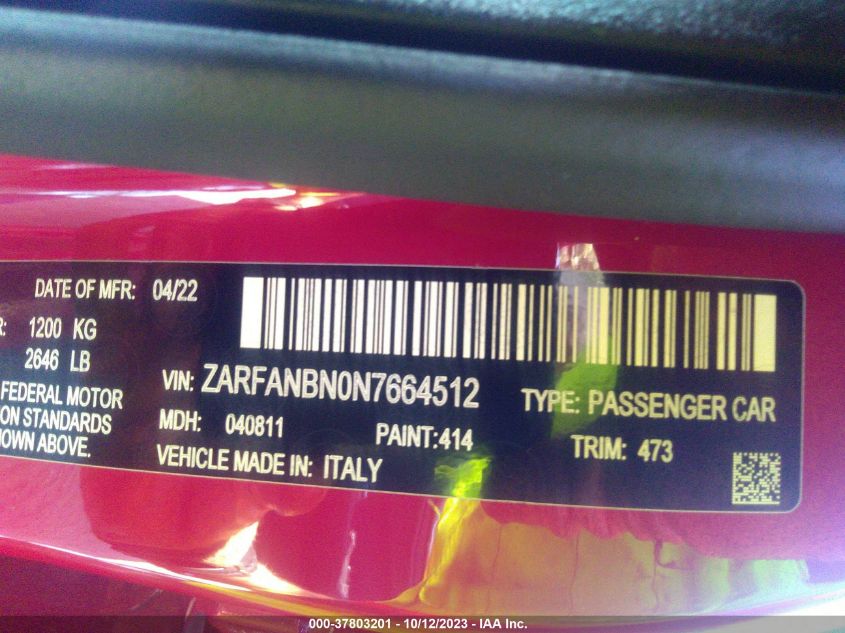 DATE OF MFR: 04/22
R: 1200 KG
2646 LB
FEDERAL MOTOR
ON STANDARDS
OWN ABOVE.
VIN: ZARFANBN0N7664512
TYPE: PASSENGER CAR
MDH: 040811
PAINT:414
TRIM: 473
VEHICLE MADE IN: ITALY
000-37803201 - 10/12/2023 - IAA Inc.